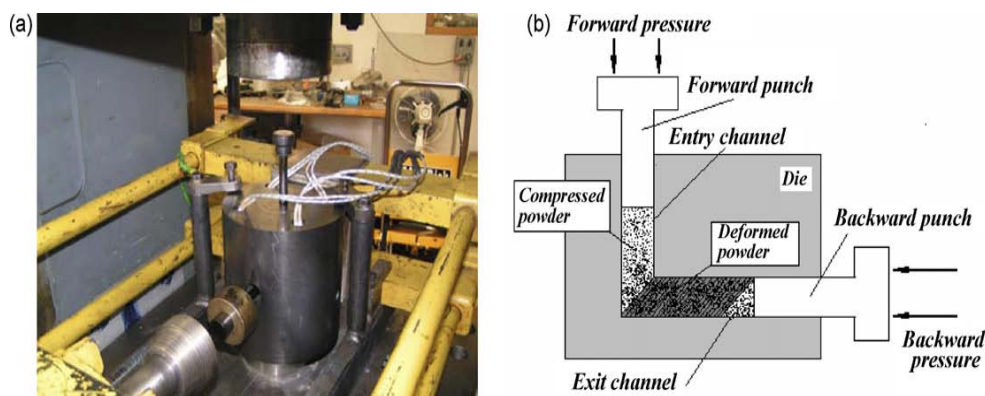 (a)
(b)
Forward pressure
Forward punch
Entry channel
Die
Compressed
powder
Backward punch
Deformed
powder
Backward
pressure
Exit channel